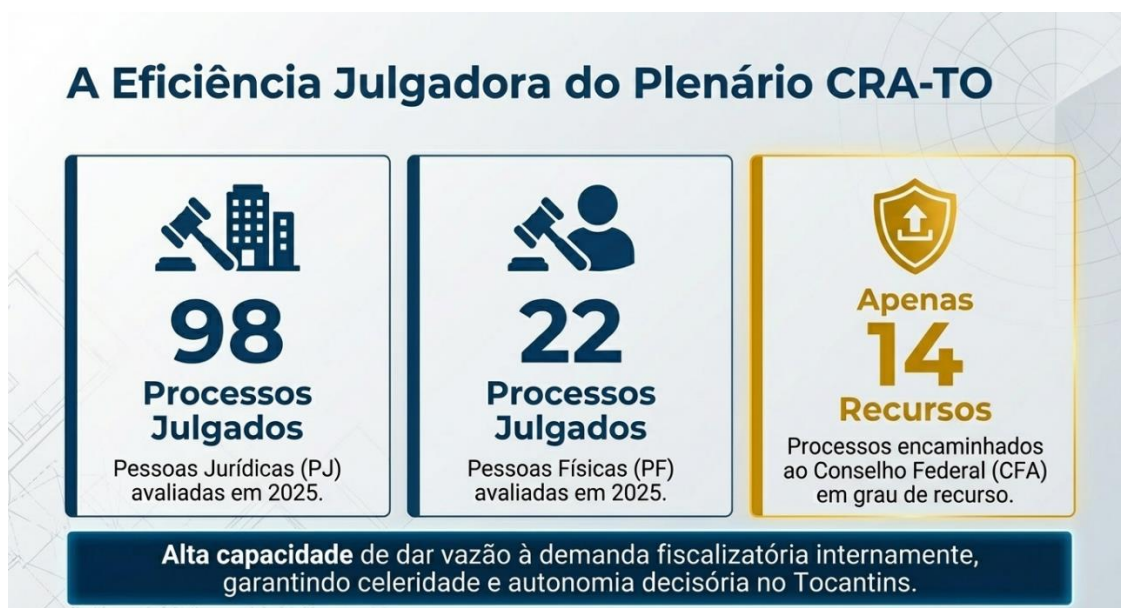 A Eficiência Julgadora do Plenário CRA-TO
98
Processos
Julgados
Pessoas Jurídicas (PJ)
avaliadas em 2025.
22
Processos
Julgados
Pessoas Físicas (PF)
avaliadas em 2025.
Apenas
14
Recursos
Processos encaminhados
ao Conselho Federal (CFA)
em grau de recurso.
Alta capacidade de dar vazão à demanda fiscalizatória internamente,
garantindo celeridade e autonomia decisória no Tocantins.